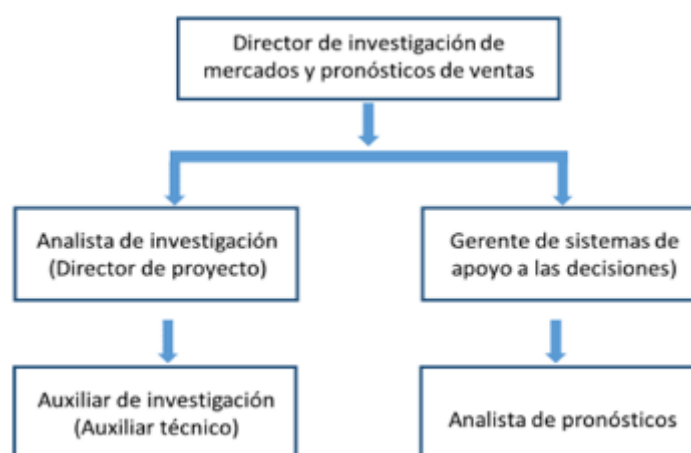 Director de investigación de
mercados y pronósticos de ventas
Analista de investigación
(Director de proyecto)
Gerente de sistemas de
apoyo a las decisiones)
Auxiliar de investigación
(Auxiliar técnico)
Analista de pronósticos